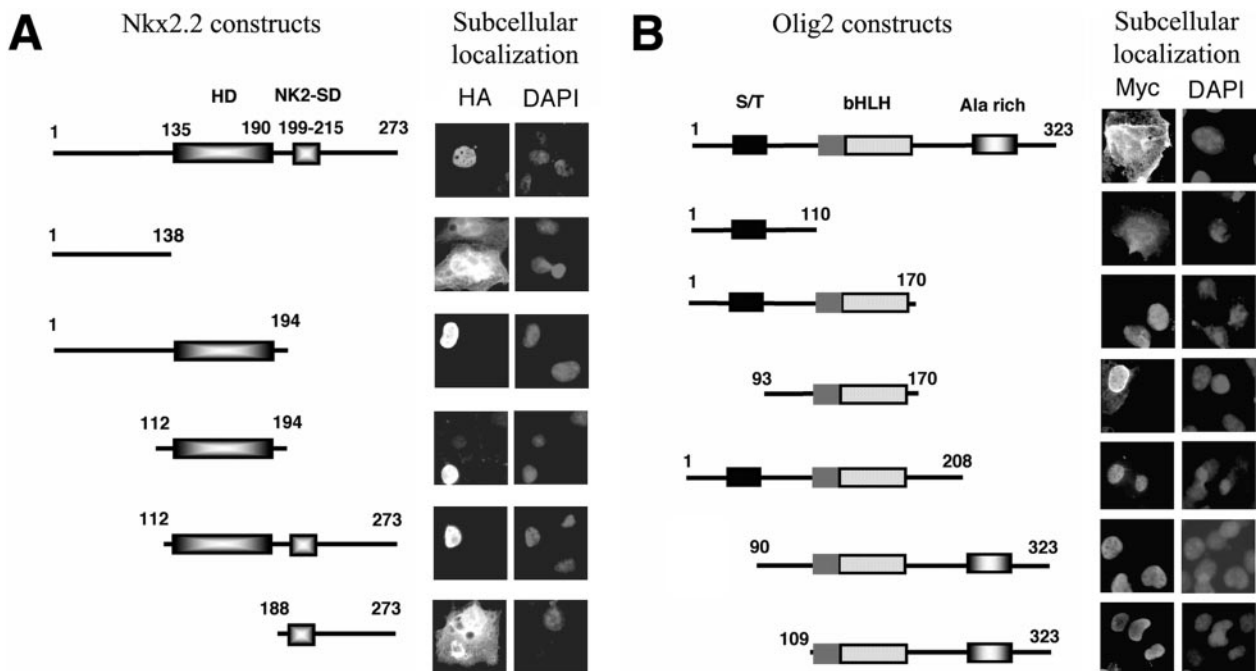 A
Nkx2.2 constructs
Subcellular
localization
HA DAPI
HD NK2-SD
1 135 190 199-215 273
1 138
1 194
112 194
112 273
188 273
B
Olig2 constructs
Subcellular
localization
Myc DAPI
S/T bHLH Ala rich
1 323
1 110
1 170
93 170
1 208
90 323
109 323